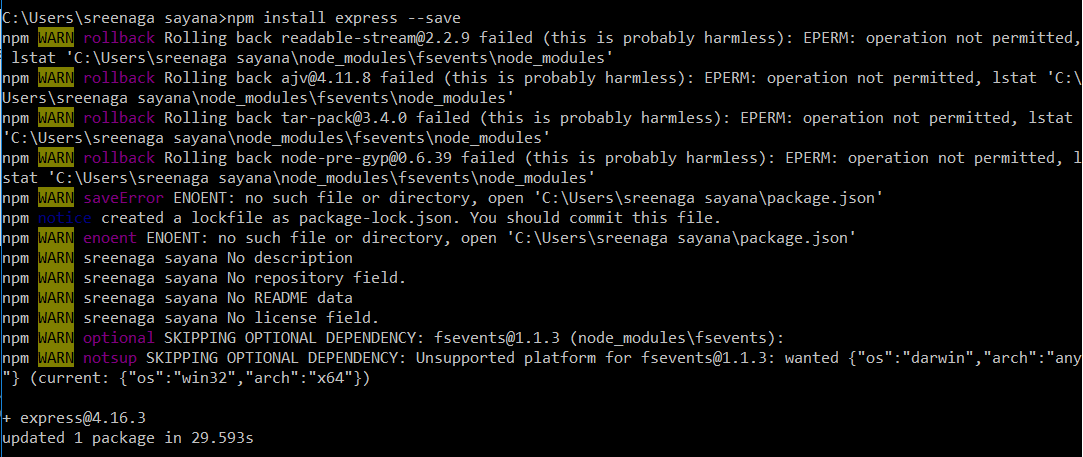 C:\Users\sreenaga sayana>npm install express --save
npm WARN rollback Rolling back readable-stream@2.2.9 failed (this is probably harmless): EPERM: operation not permitted,
 lstat 'C:\Users\sreenaga sayana\node_modules\fsevents\node_modules'
npm WARN rollback Rolling back ajv@4.11.8 failed (this is probably harmless): EPERM: operation not permitted, lstat 'C:\
Users\sreenaga sayana\node_modules\fsevents\node_modules'
npm WARN rollback Rolling back tar-pack@3.4.0 failed (this is probably harmless): EPERM: operation not permitted, lstat
'C:\Users\sreenaga sayana\node_modules\fsevents\node_modules'
npm WARN rollback Rolling back node-pre-gyp@0.6.39 failed (this is probably harmless): EPERM: operation not permitted, l
stat 'C:\Users\sreenaga sayana\node_modules\fsevents\node_modules'
npm WARN saveError ENOENT: no such file or directory, open 'C:\Users\sreenaga sayana\package.json'
npm notice created a lockfile as package-lock.json. You should commit this file.
npm WARN enoent ENOENT: no such file or directory, open 'C:\Users\sreenaga sayana\package.json'
npm WARN sreenaga sayana No description
npm WARN sreenaga sayana No repository field.
npm WARN sreenaga sayana No README data
npm WARN sreenaga sayana No license field.
npm WARN optional SKIPPING OPTIONAL DEPENDENCY: fsevents@1.1.3 (node_modules\fsevents):
npm WARN notsup SKIPPING OPTIONAL DEPENDENCY: Unsupported platform for fsevents@1.1.3: wanted {"os":"darwin","arch":"any
"} (current: {"os":"win32","arch":"x64"})
+ express@4.16.3
updated 1 package in 29.593s